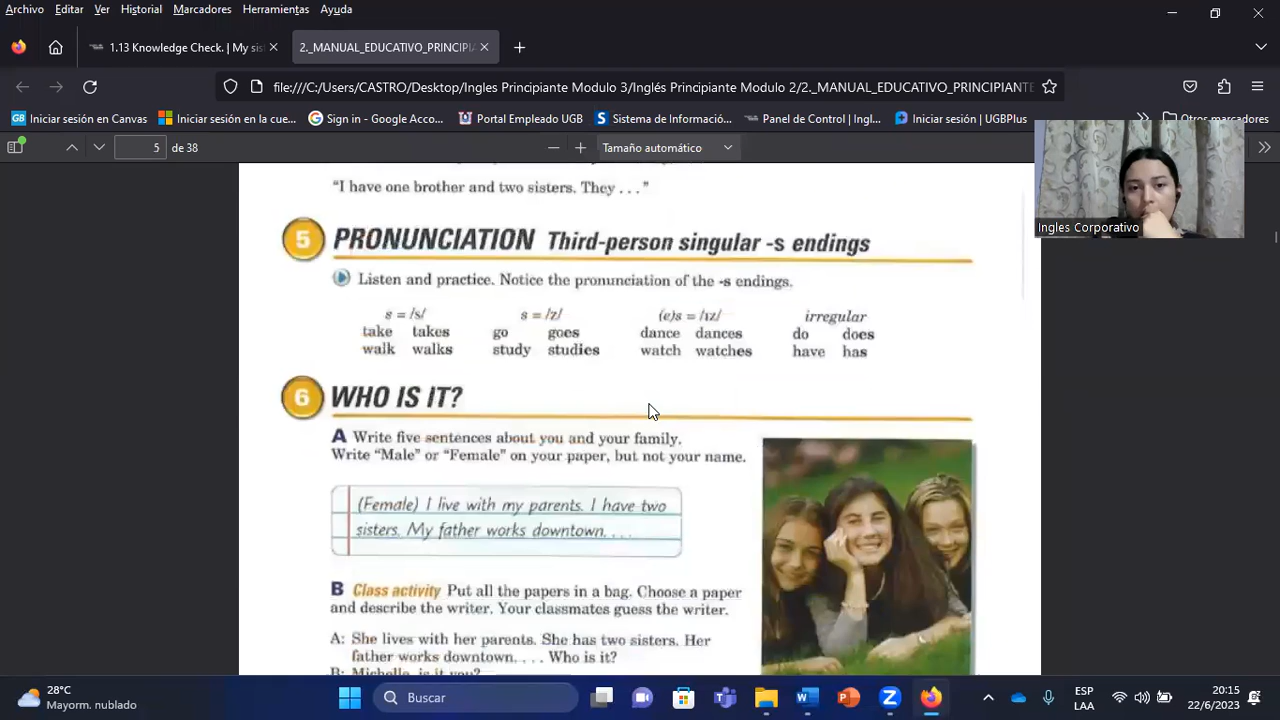 Archivo Editar Ver Historial Marcadores Herramientas Ayuda
1.13 Knowledge Check. | My sis
2._MANUAL_EDUCATIVO_PRINCIPI
file:///C:/Users/CASTRO/Desktop/Ingles Principiante Modulo 3/Inglés Principiante Modulo 2/2._MANUAL_EDUCATIVO_PRINCIPIANTE
GB Iniciar sesión en Canvas
Iniciar sesión en la cue...
Sign in - Google Acco...
Portal Empleado UGB
Sistema de Informació...
Panel de Control | Ingl...
Iniciar sesión | UGBPlus
Otros marcadores
5 de 38
Tamaño automático
"I have one brother and two sisters. They . . ."
5 PRONUNCIATION Third-person singular -s endings
Listen and practice. Notice the pronunciation of the -s endings.
s = /s/ s = /z/ (e)s = /ɪz/ irregular
take takes go goes dance dances do does
walk walks study studies watch watches have has
6 WHO IS IT?
A Write five sentences about you and your family.
Write "Male" or "Female" on your paper, but not your name.
(Female) I live with my parents. I have two
sisters. My father works downtown. . . .
B Class activity Put all the papers in a bag. Choose a paper
and describe the writer. Your classmates guess the writer.
A: She lives with her parents. She has two sisters. Her
father works downtown. . . . Who is it?
B: Michelle, is it you?
Ingles Corporativo
28°C
Mayorm. nublado
Buscar
ESP
LAA
20:15
22/6/2023